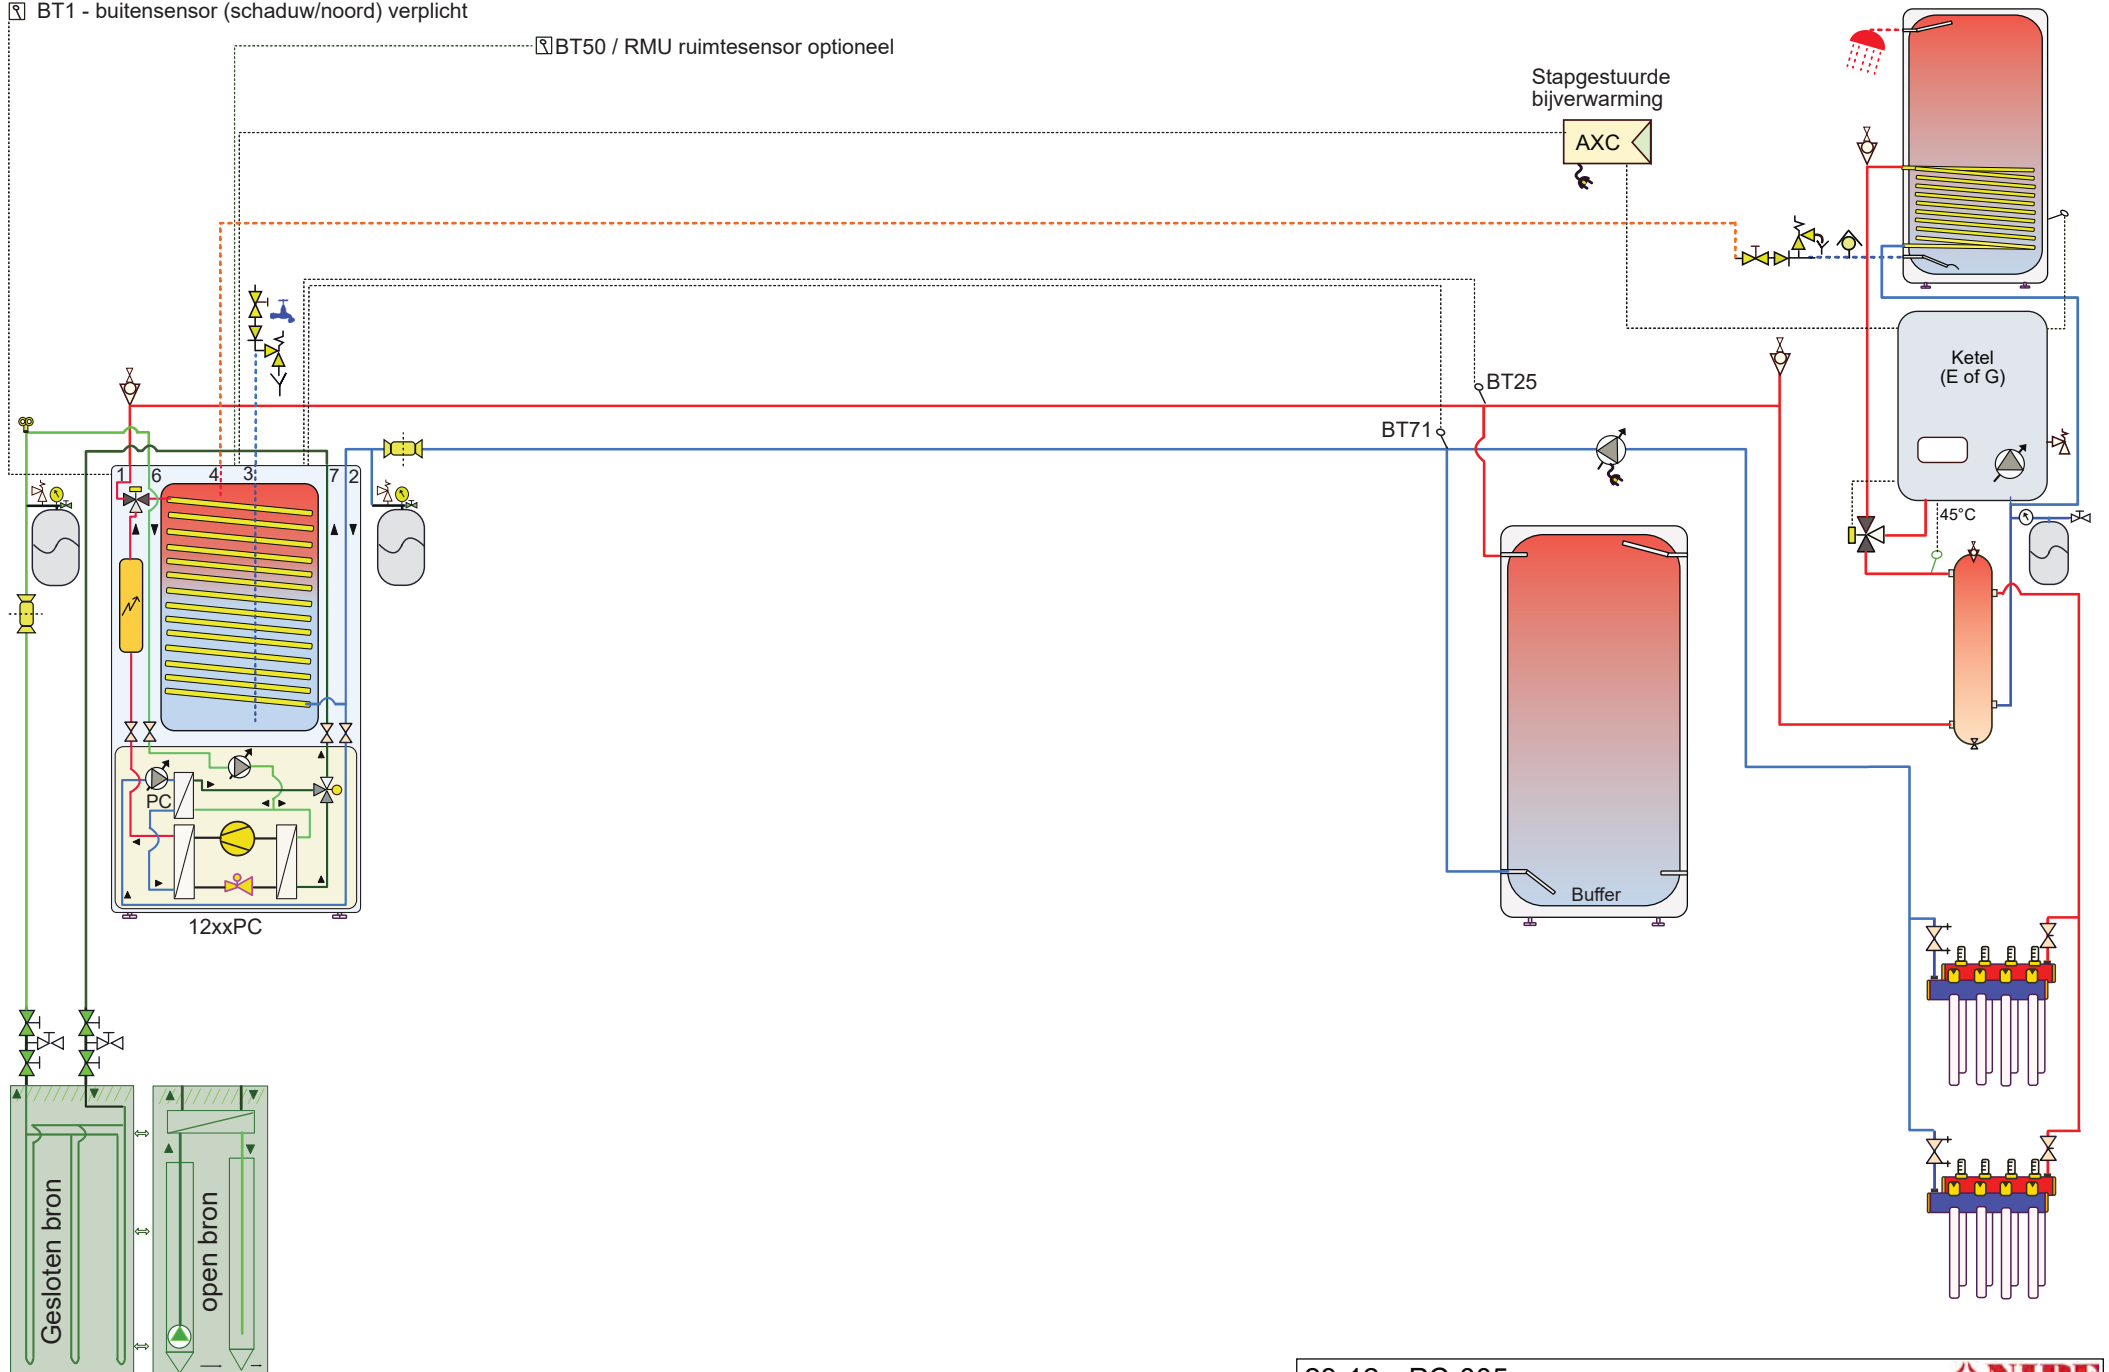 BT1 - buitensensor (schaduw/noord) verplicht
BT50 / RMU ruimtesensor optioneel
Stapgestuurde
bijverwarming
AXC
Ketel
(E of G)
BT25
BT71
45°C
1
6
4
3
7
2
PC
12xxPC
Buffer
Gesloten bron
open bron